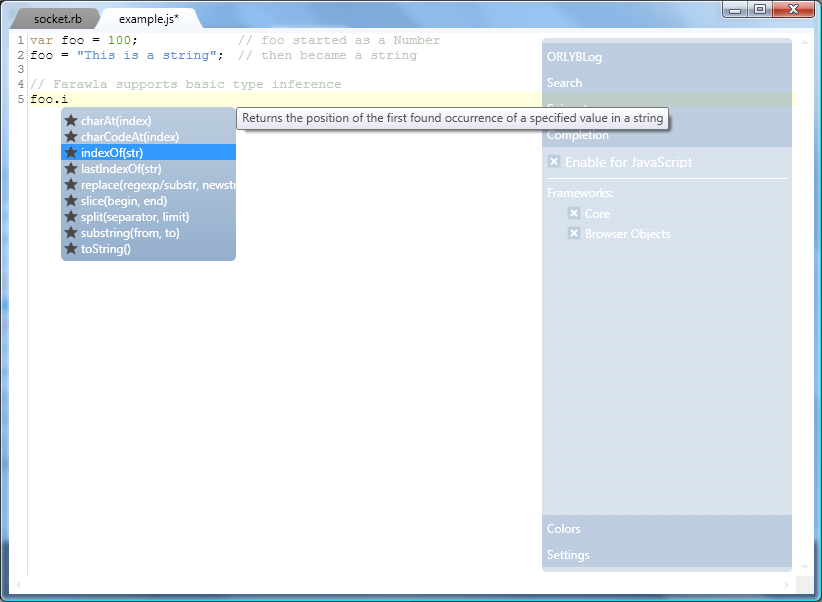 socket.rb
example.js*
1 var foo = 100; // foo started as a Number
2 foo = "This is a string"; // then became a string
3
4 // Farawla supports basic type inference
5 foo.i
charAt(index)
charCodeAt(index)
indexOf(str)
lastIndexOf(str)
replace(regexp/substr, newstr
slice(begin, end)
split(separator, limit)
substring(from, to)
toString()
Returns the position of the first found occurrence of a specified value in a string
ORLYBLog
Search
Completion
Enable for JavaScript
Frameworks:
Core
Browser Objects
Colors
Settings